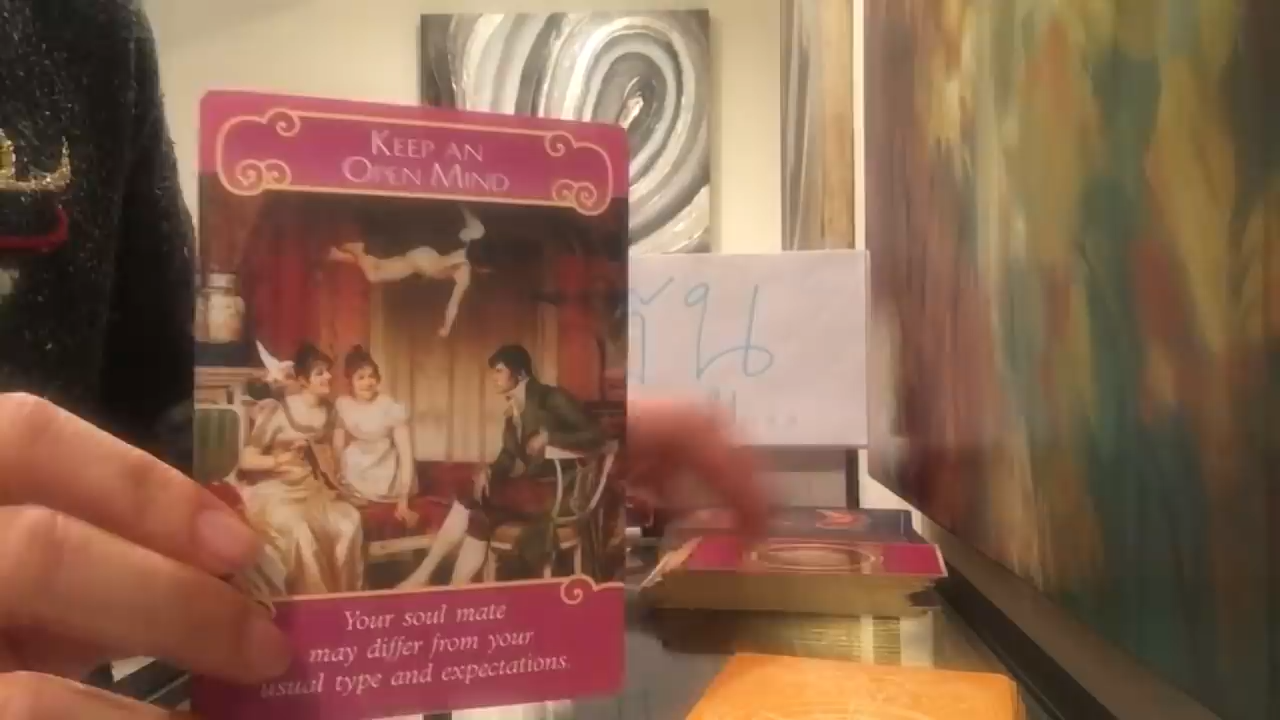 KEEP AN
OPEN MIND
Your soul mate
may differ from your
usual type and expectations.